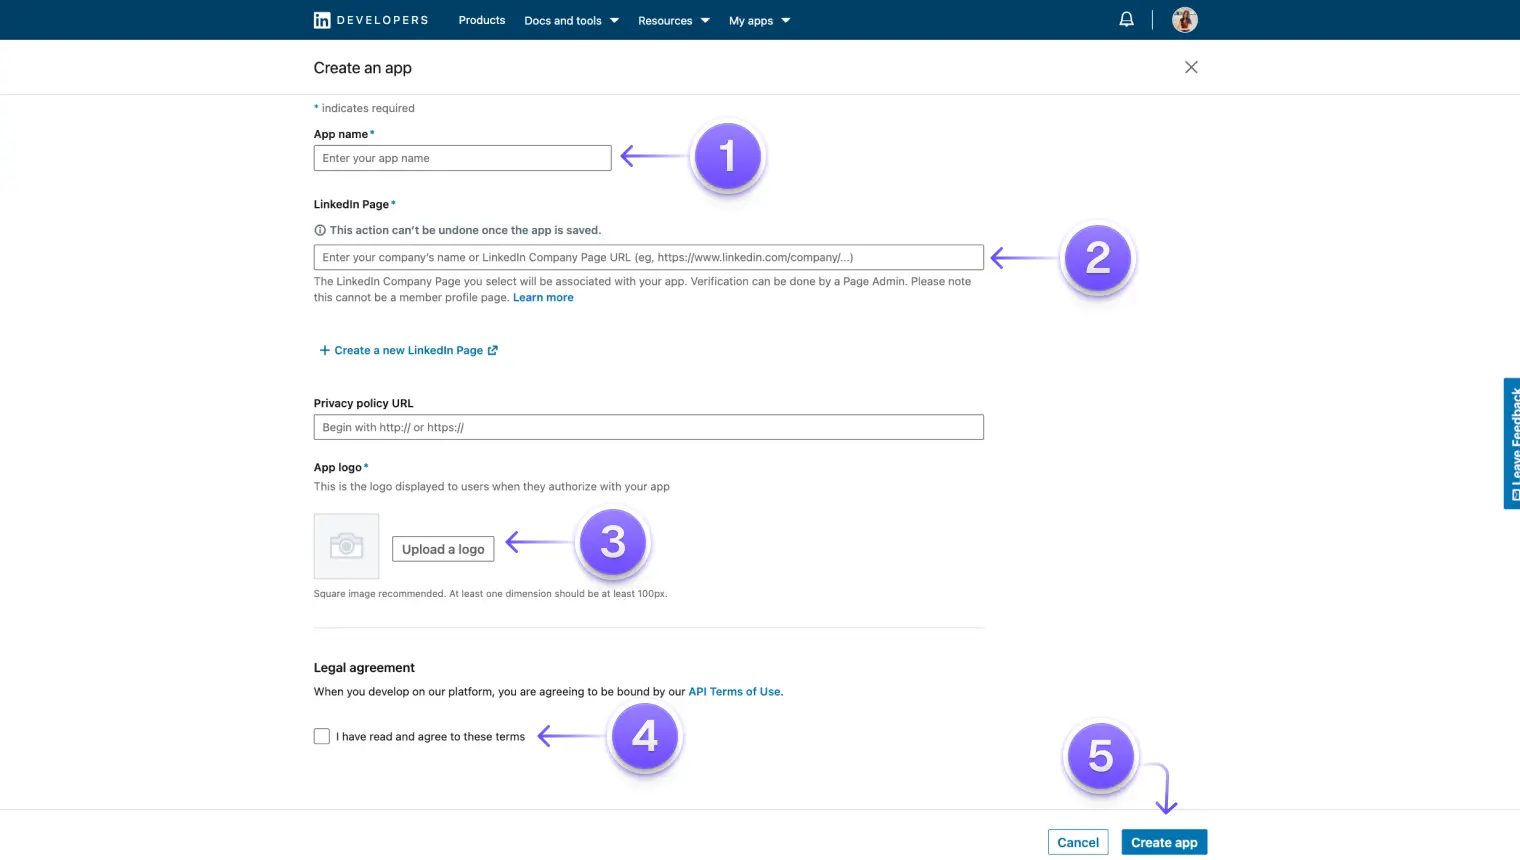 in DEVELOPERS Products Docs and tools Resources My apps
Create an app
* indicates required
App name*
Enter your app name
1
LinkedIn Page*
This action can't be undone once the app is saved.
Enter your company's name or LinkedIn Company Page URL (eg, https://www.linkedin.com/company/...)
2
The LinkedIn Company Page you select will be associated with your app. Verification can be done by a Page Admin. Please note
this cannot be a member profile page. Learn more
+ Create a new LinkedIn Page
Privacy policy URL
Begin with http:// or https://
Leave Feedback
App logo*
This is the logo displayed to users when they authorize with your app
Upload a logo
3
Square image recommended. At least one dimension should be at least 100px.
Legal agreement
When you develop on our platform, you are agreeing to be bound by our API Terms of Use.
I have read and agree to these terms
4
5
Cancel Create app